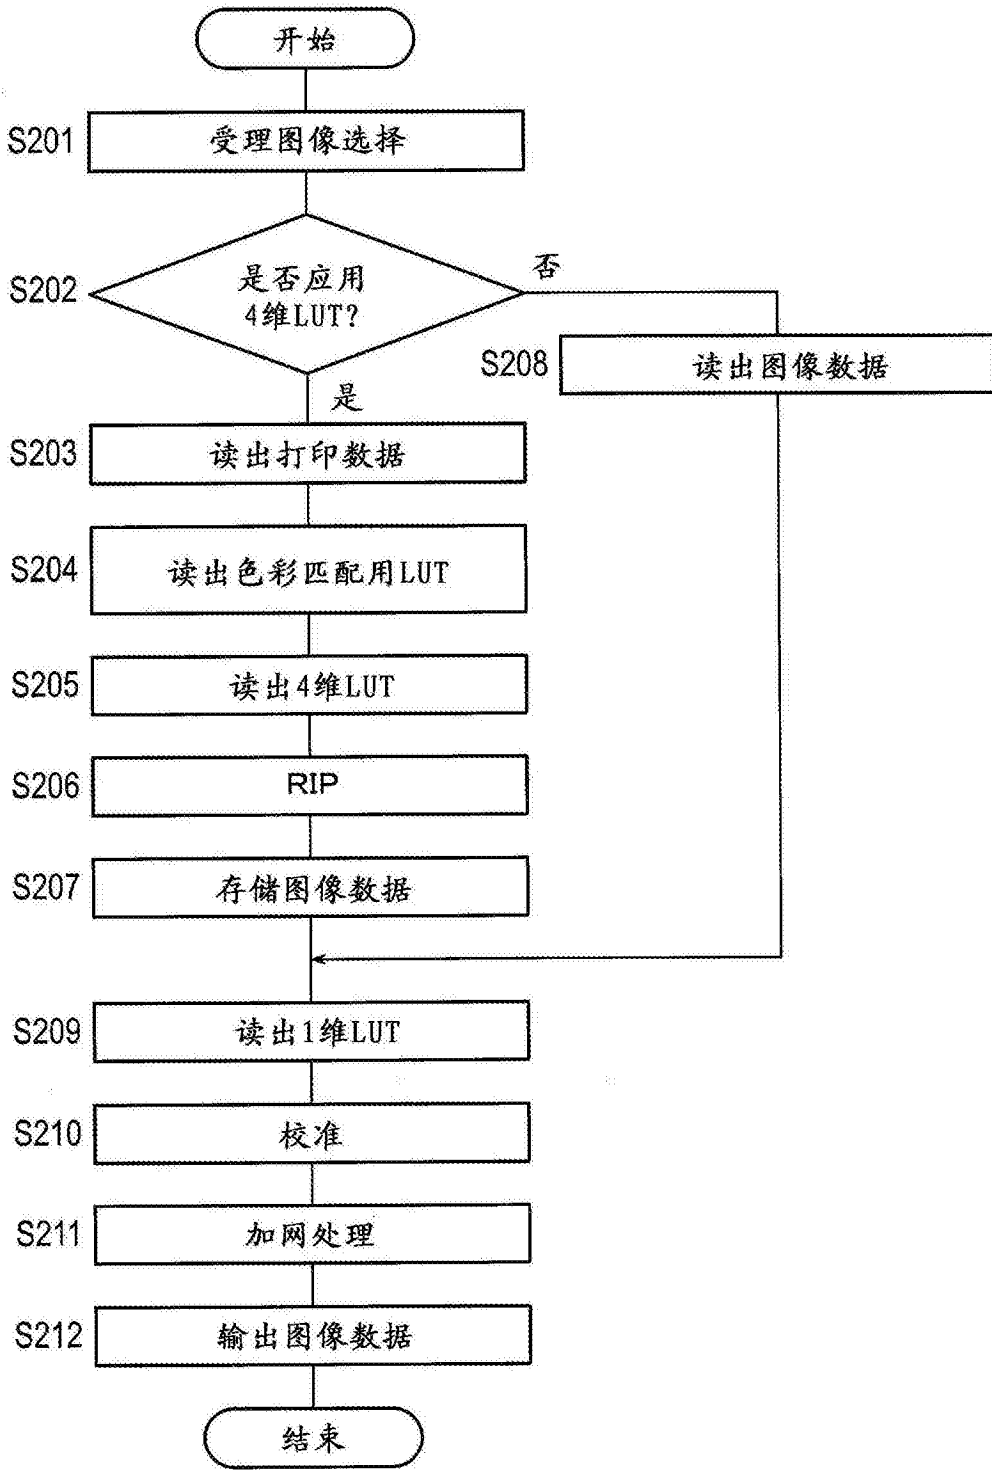 开始
S201
受理图像选择
S202
是否应用
4维LUT?
否
S208
读出图像数据
是
S203
读出打印数据
S204
读出色彩匹配用LUT
S205
读出4维LUT
S206
RIP
S207
存储图像数据
S209
读出1维LUT
S210
校准
S211
加网处理
S212
输出图像数据
结束